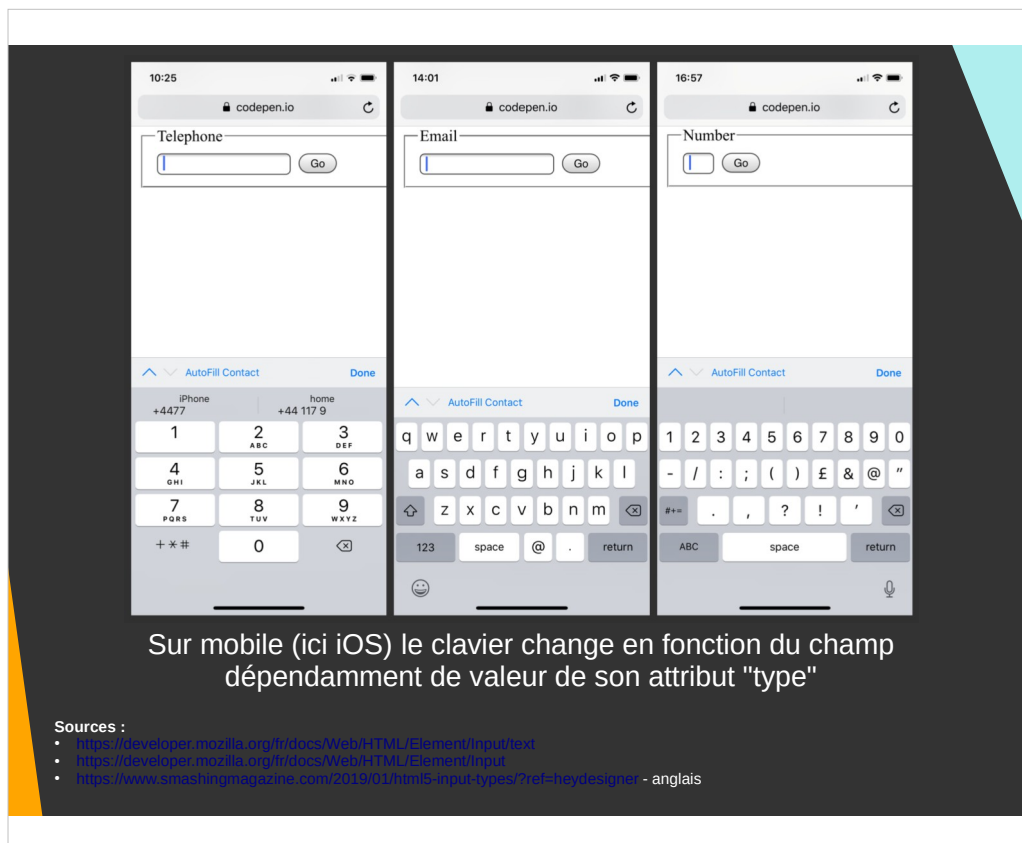 10:25
codepen.io
Telephone
Go
AutoFill Contact Done
iPhone home
+4477 +44 117 9
1 2 3
ABC DEF
4 5 6
GHI JKL MNO
7 8 9
PQRS TUV WXYZ
+*# 0
14:01
codepen.io
Email
Go
AutoFill Contact Done
q w e r t y u i o p
a s d f g h j k l
z x c v b n m
123 space @ . return
16:57
codepen.io
Number
Go
AutoFill Contact Done
1 2 3 4 5 6 7 8 9 0
- / : ; ( ) £ & @ "
#+= . , ? ! '
ABC space return
Sur mobile (ici iOS) le clavier change en fonction du champ
dépendamment de valeur de son attribut "type"
Sources :
• https://developer.mozilla.org/fr/docs/Web/HTML/Element/Input/text
• https://developer.mozilla.org/fr/docs/Web/HTML/Element/Input
• https://www.smashingmagazine.com/2019/01/html5-input-types/?ref=heydesigner - anglais